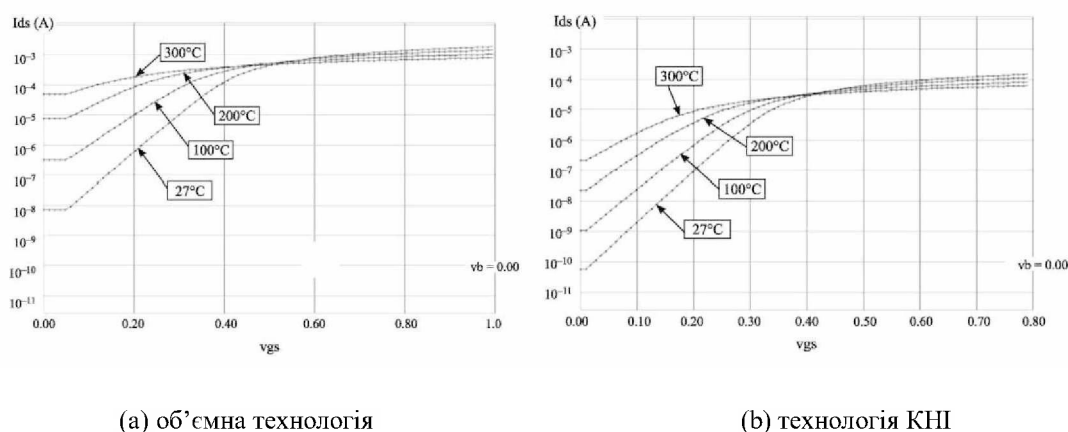 Ids (A)
10⁻³
10⁻⁴
10⁻⁵
10⁻⁶
10⁻⁷
10⁻⁸
10⁻⁹
10⁻¹⁰
10⁻¹¹
300°C
200°C
100°C
27°C
vb = 0.00
0.00 0.20 0.40 0.60 0.80 1.0
vgs
(a) об’ємна технологія
Ids (A)
10⁻³
10⁻⁴
10⁻⁵
10⁻⁶
10⁻⁷
10⁻⁸
10⁻⁹
10⁻¹⁰
10⁻¹¹
300°C
200°C
100°C
27°C
vb = 0.00
0.00 0.10 0.20 0.30 0.40 0.50 0.60 0.70 0.80
vgs
(b) технологія КНІ